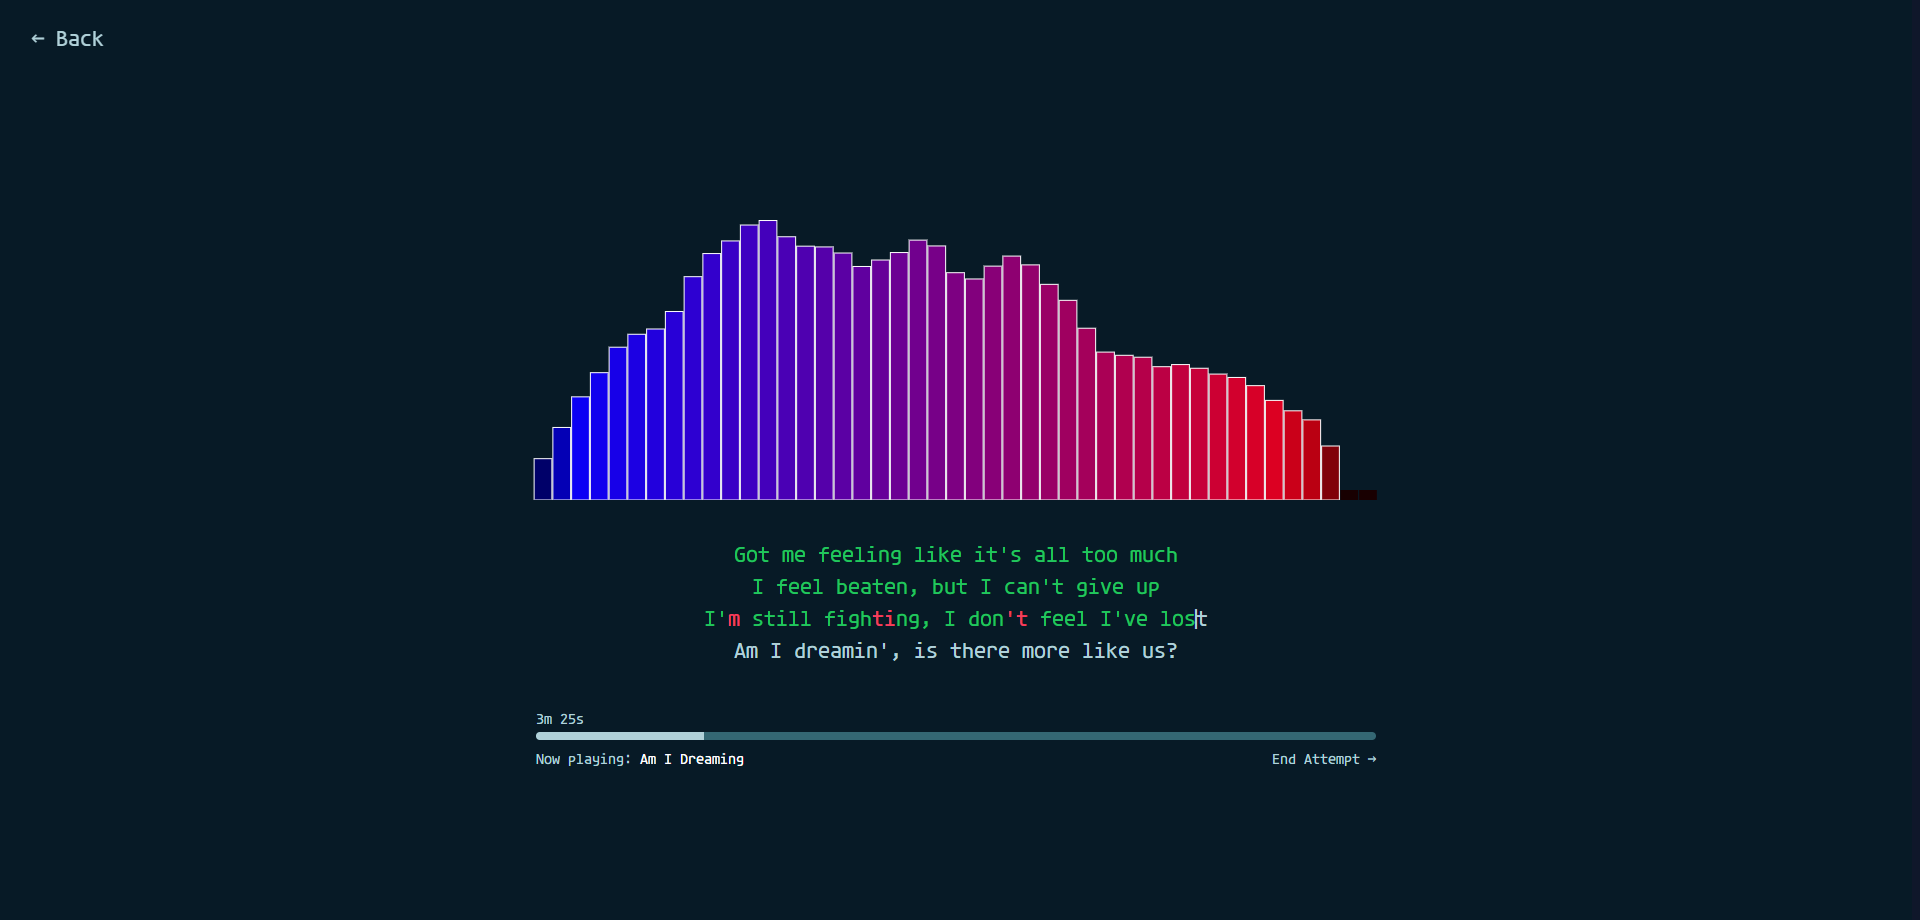 ← Back
Got me feeling like it's all too much
I feel beaten, but I can't give up
I'm still fighting, I don't feel I've lost
Am I dreamin', is there more like us?
3m 25s
Now playing: Am I Dreaming
End Attempt →